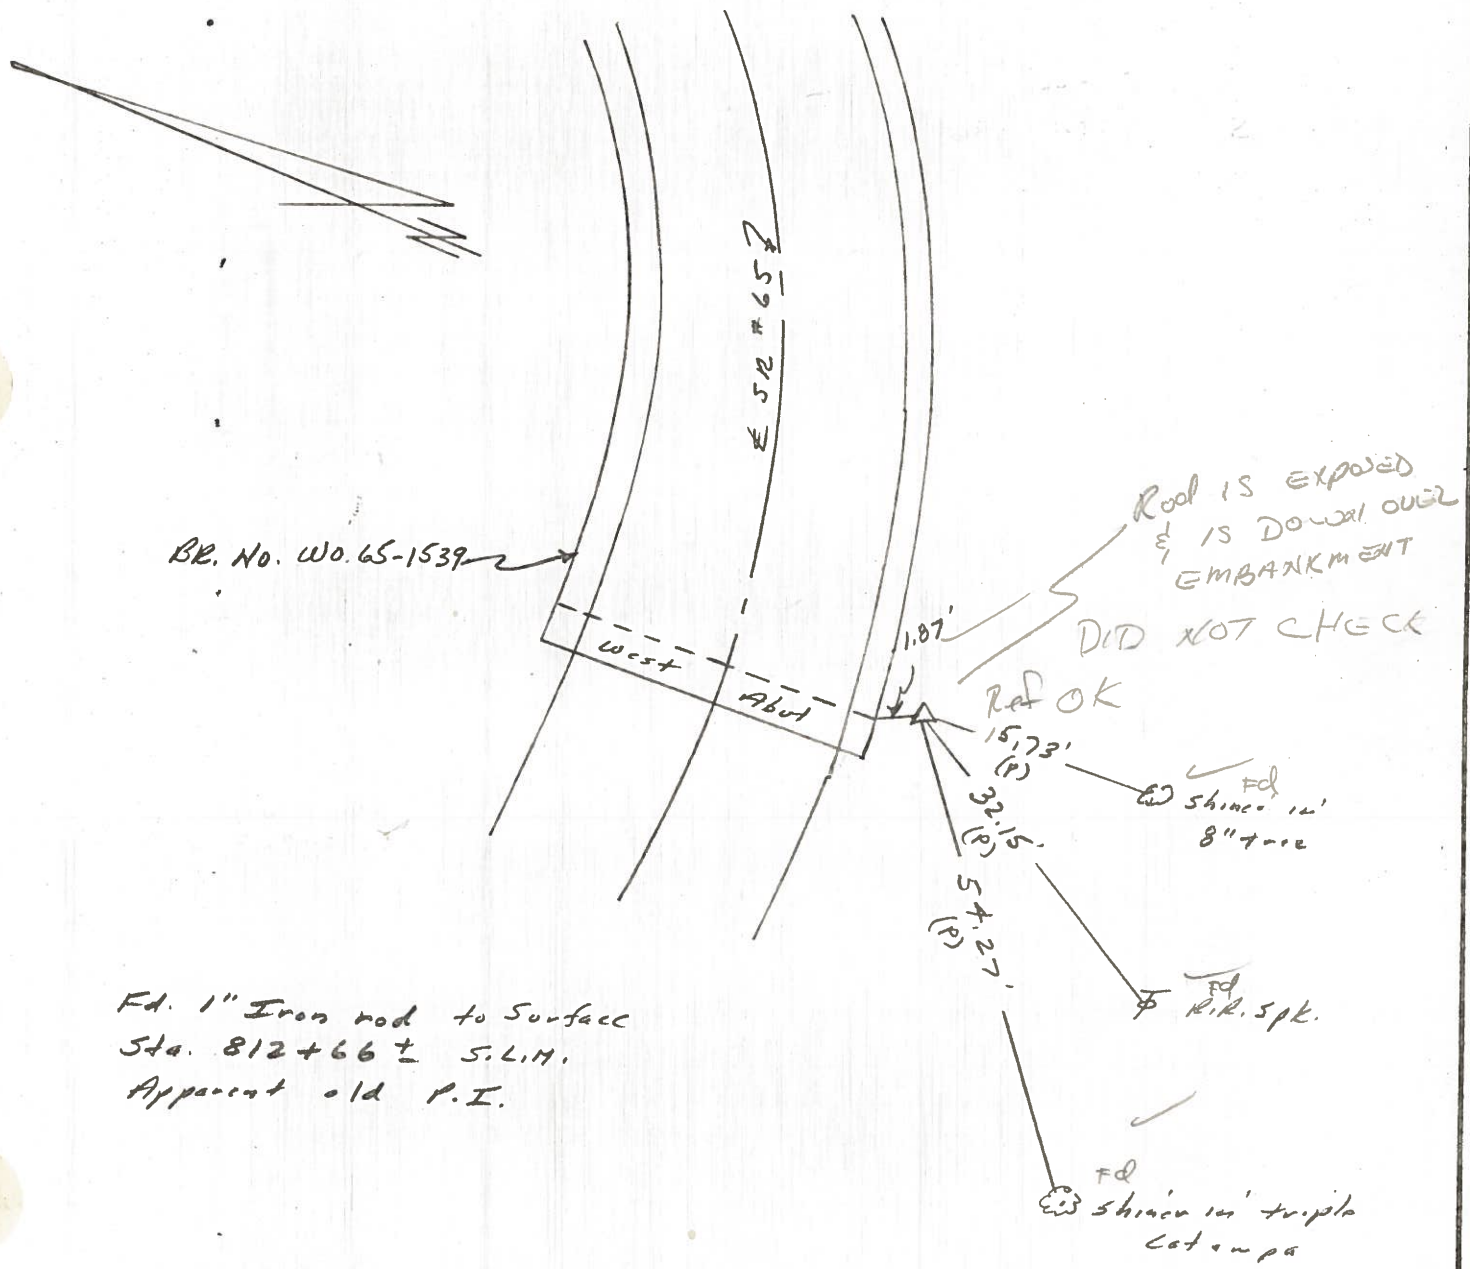 ℄ SR #65
BR. No. WO. 65-1539
West
Abut
1.87'
Rod IS EXPOSED
& IS DOWN OVER
EMBANKMENT
DID NOT CHECK
Ref OK
15.73'
(P)
Fd
Shiner in
8" tree
32.15
(P)
Fd
R.R. Spk.
54.27'
(P)
Fd
Shiner in triple
Catampa
Fd. 1" Iron rod to Surface
Sta. 812+66 ± S.L.M.
Apparent old P.I.